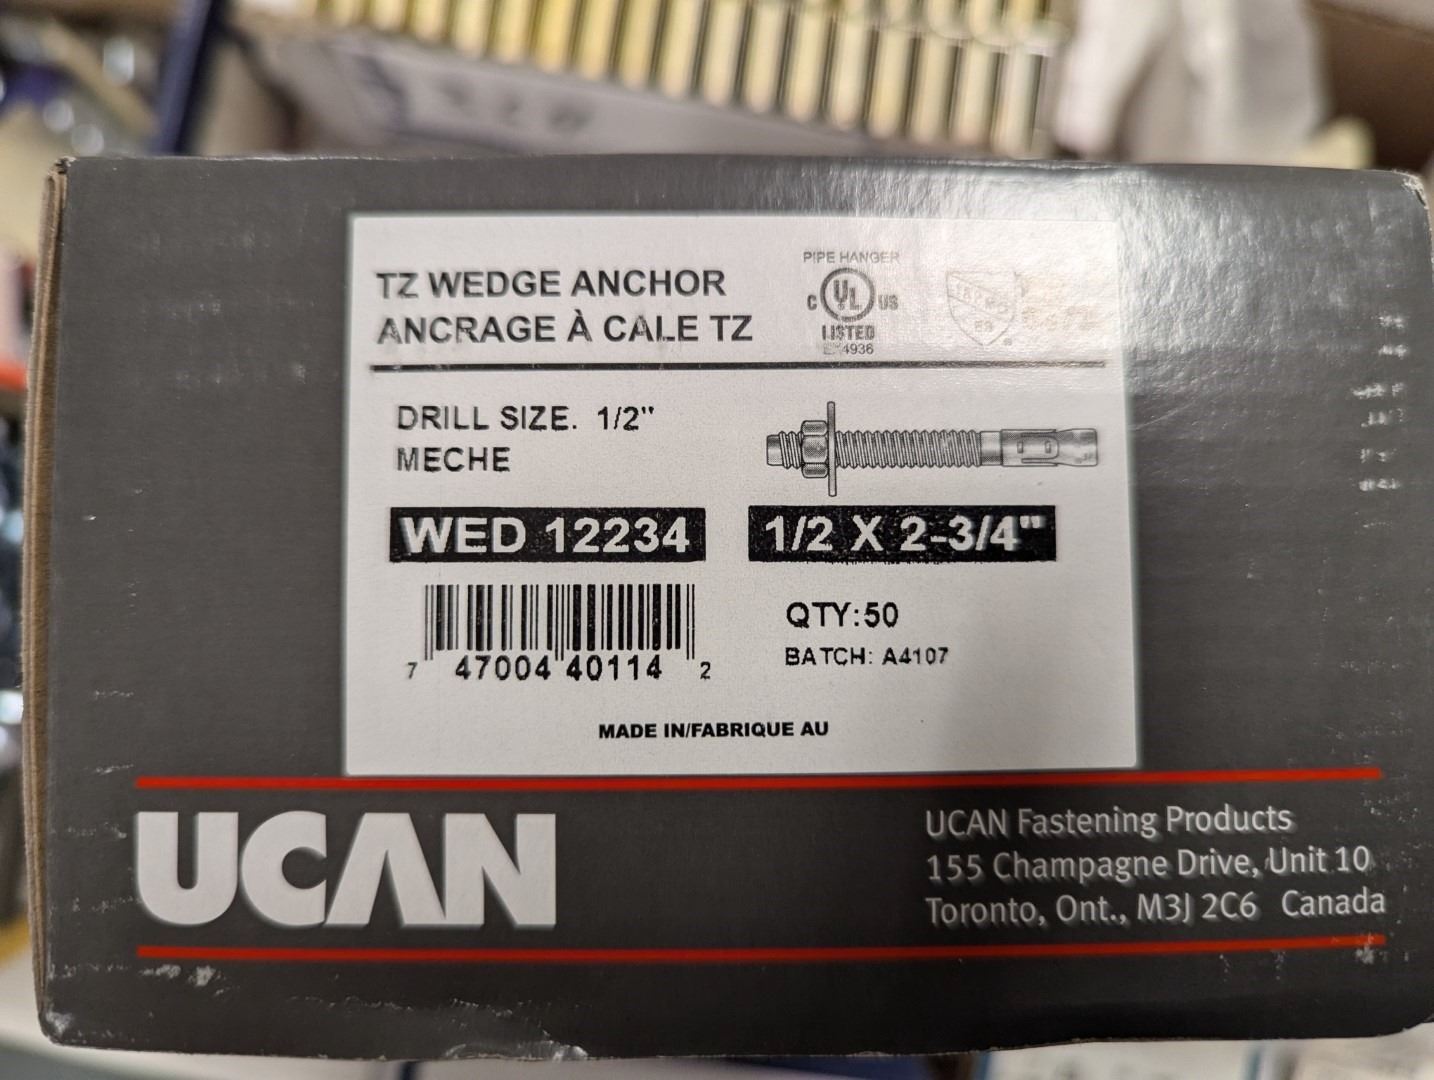 TZ WEDGE ANCHOR
ANCRAGE À CALE TZ
PIPE HANGER
C UL US
LISTED
DRILL SIZE. 1/2"
MECHE
WED 12234
1/2 X 2-3/4"
7 47004 40114 2
QTY:50
BATCH: A4107
MADE IN/FABRIQUE AU
UCAN
UCAN Fastening Products
155 Champagne Drive, Unit 10
Toronto, Ont., M3J 2C6 Canada